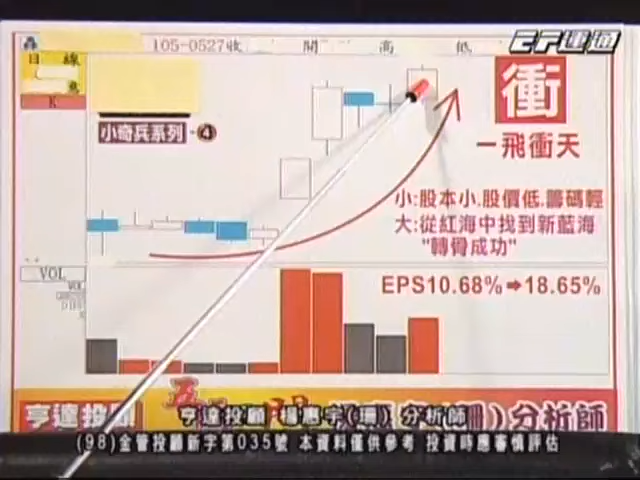 105-0527收 開 高 低
EF運通
日線
K
小奇兵系列-④
衝
一飛衝天
小:股本小.股價低.籌碼輕
大:從紅海中找到新藍海
"轉骨成功"
VOL
EPS10.68%➡18.65%
亨達投顧
分析師
亨達投顧 楊惠宇(珊) 分析師
(98)金管投顧新字第035號 本資料僅供參考 投資時應審慎評估